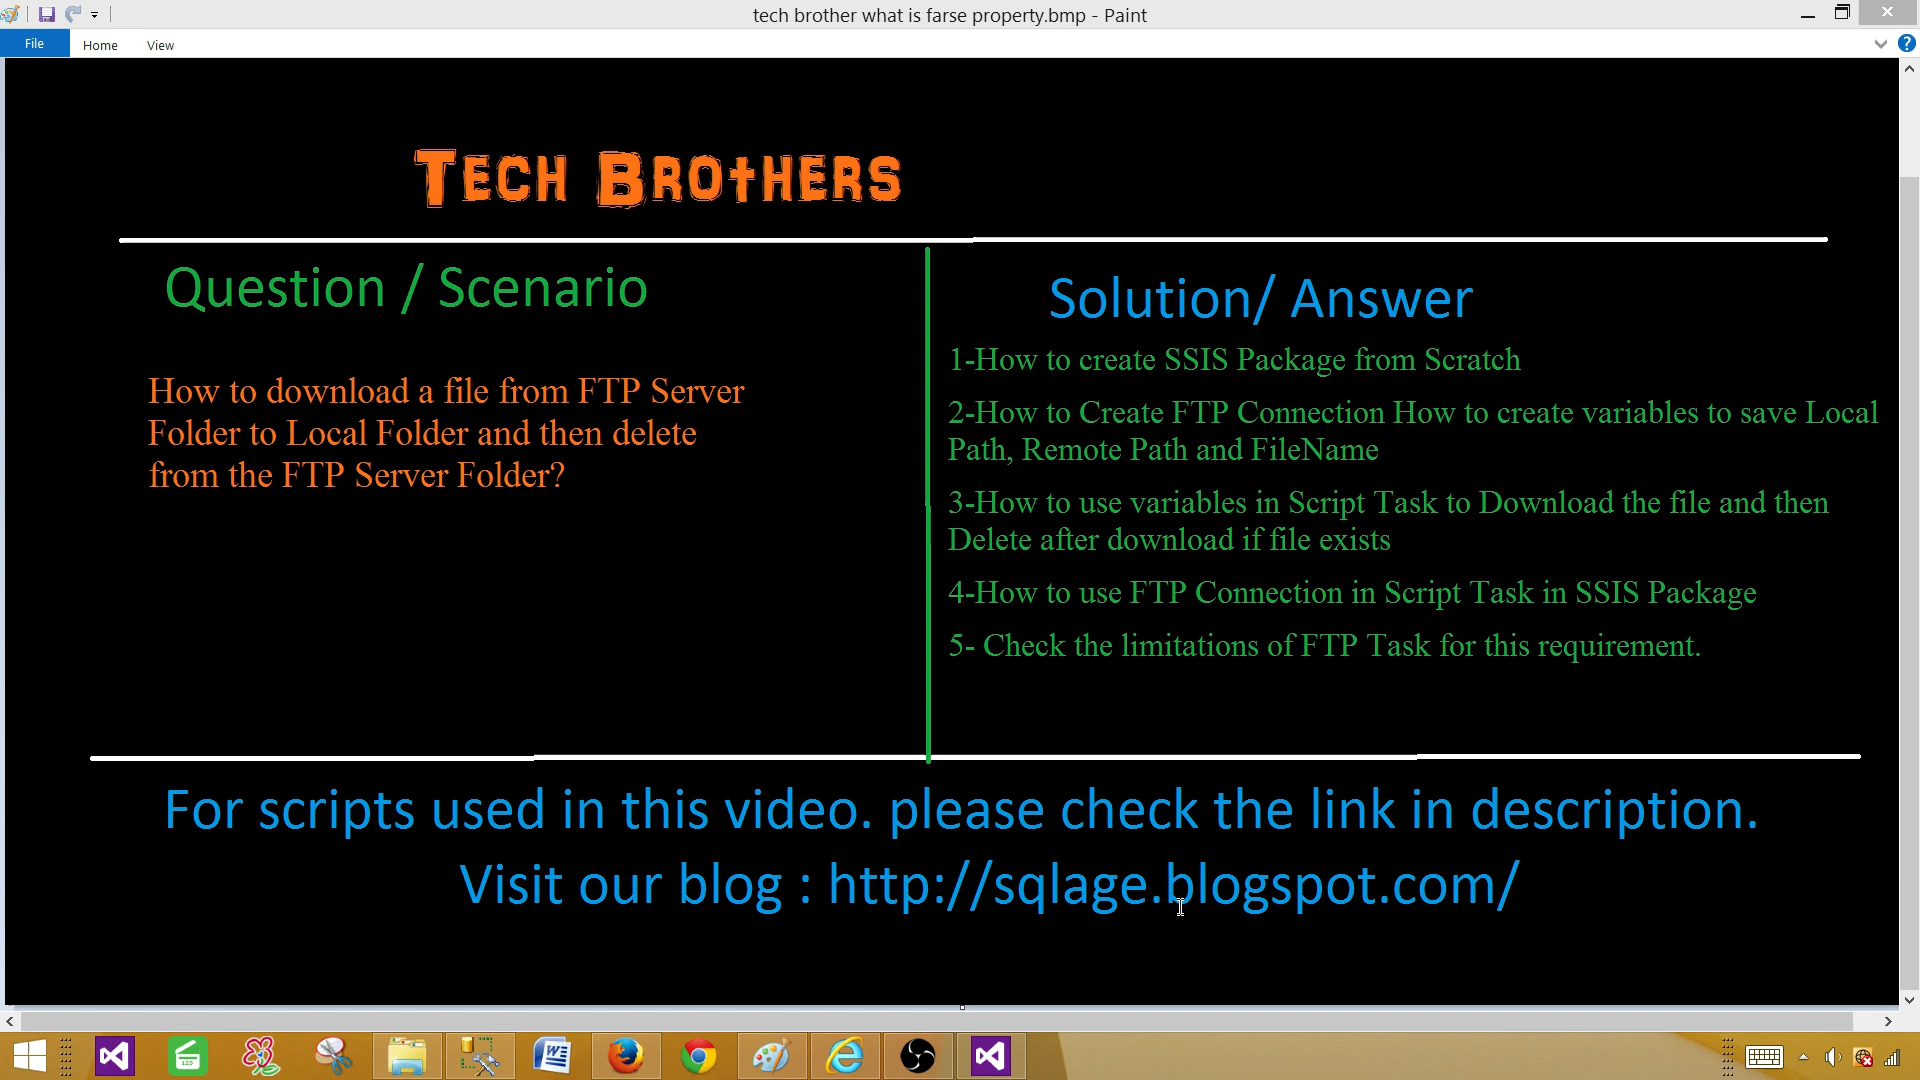 tech brother what is farse property.bmp - Paint
File Home View
Tech Brothers
Question / Scenario
How to download a file from FTP Server
Folder to Local Folder and then delete
from the FTP Server Folder?
Solution/ Answer
1-How to create SSIS Package from Scratch
2-How to Create FTP Connection How to create variables to save Local
Path, Remote Path and FileName
3-How to use variables in Script Task to Download the file and then
Delete after download if file exists
4-How to use FTP Connection in Script Task in SSIS Package
5- Check the limitations of FTP Task for this requirement.
For scripts used in this video. please check the link in description.
Visit our blog : http://sqlage.blogspot.com/